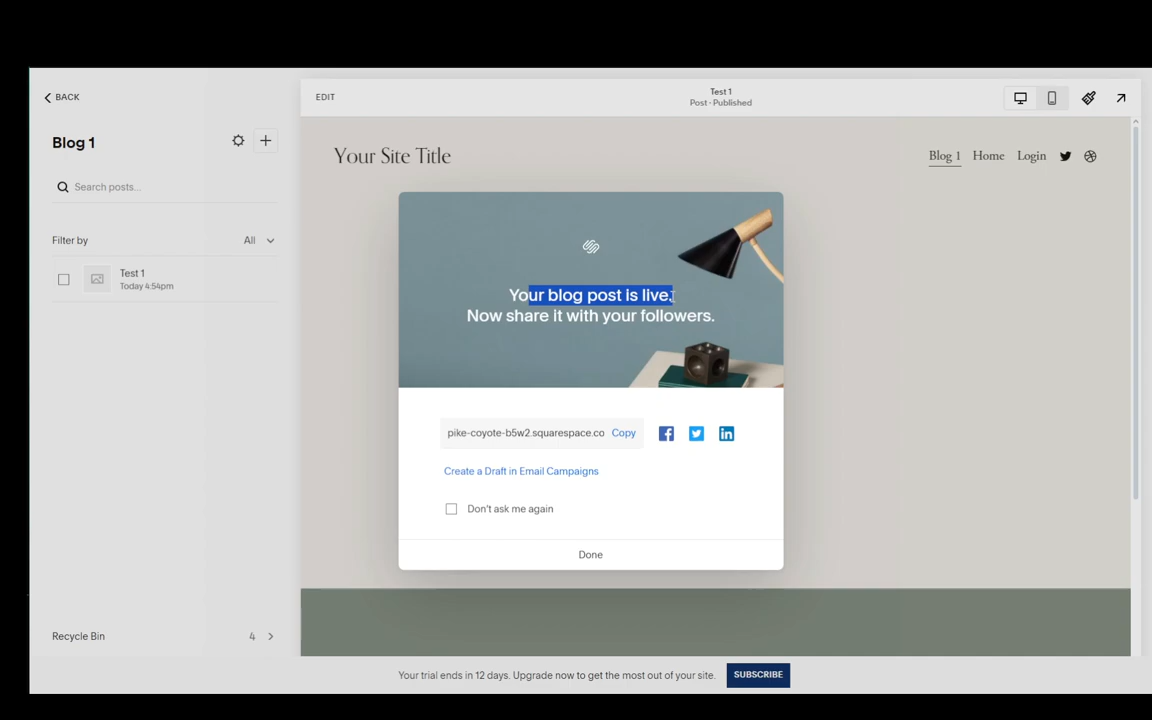 BACK
Blog 1
Search posts...
Filter by
All
Test 1
Today 4:54pm
Recycle Bin
4
EDIT
Test 1
Post · Published
Your Site Title
Blog 1
Home
Login
Your blog post is live.
Now share it with your followers.
pike-coyote-b5w2.squarespace.co
Copy
Create a Draft in Email Campaigns
Don't ask me again
Done
Your trial ends in 12 days. Upgrade now to get the most out of your site.
SUBSCRIBE